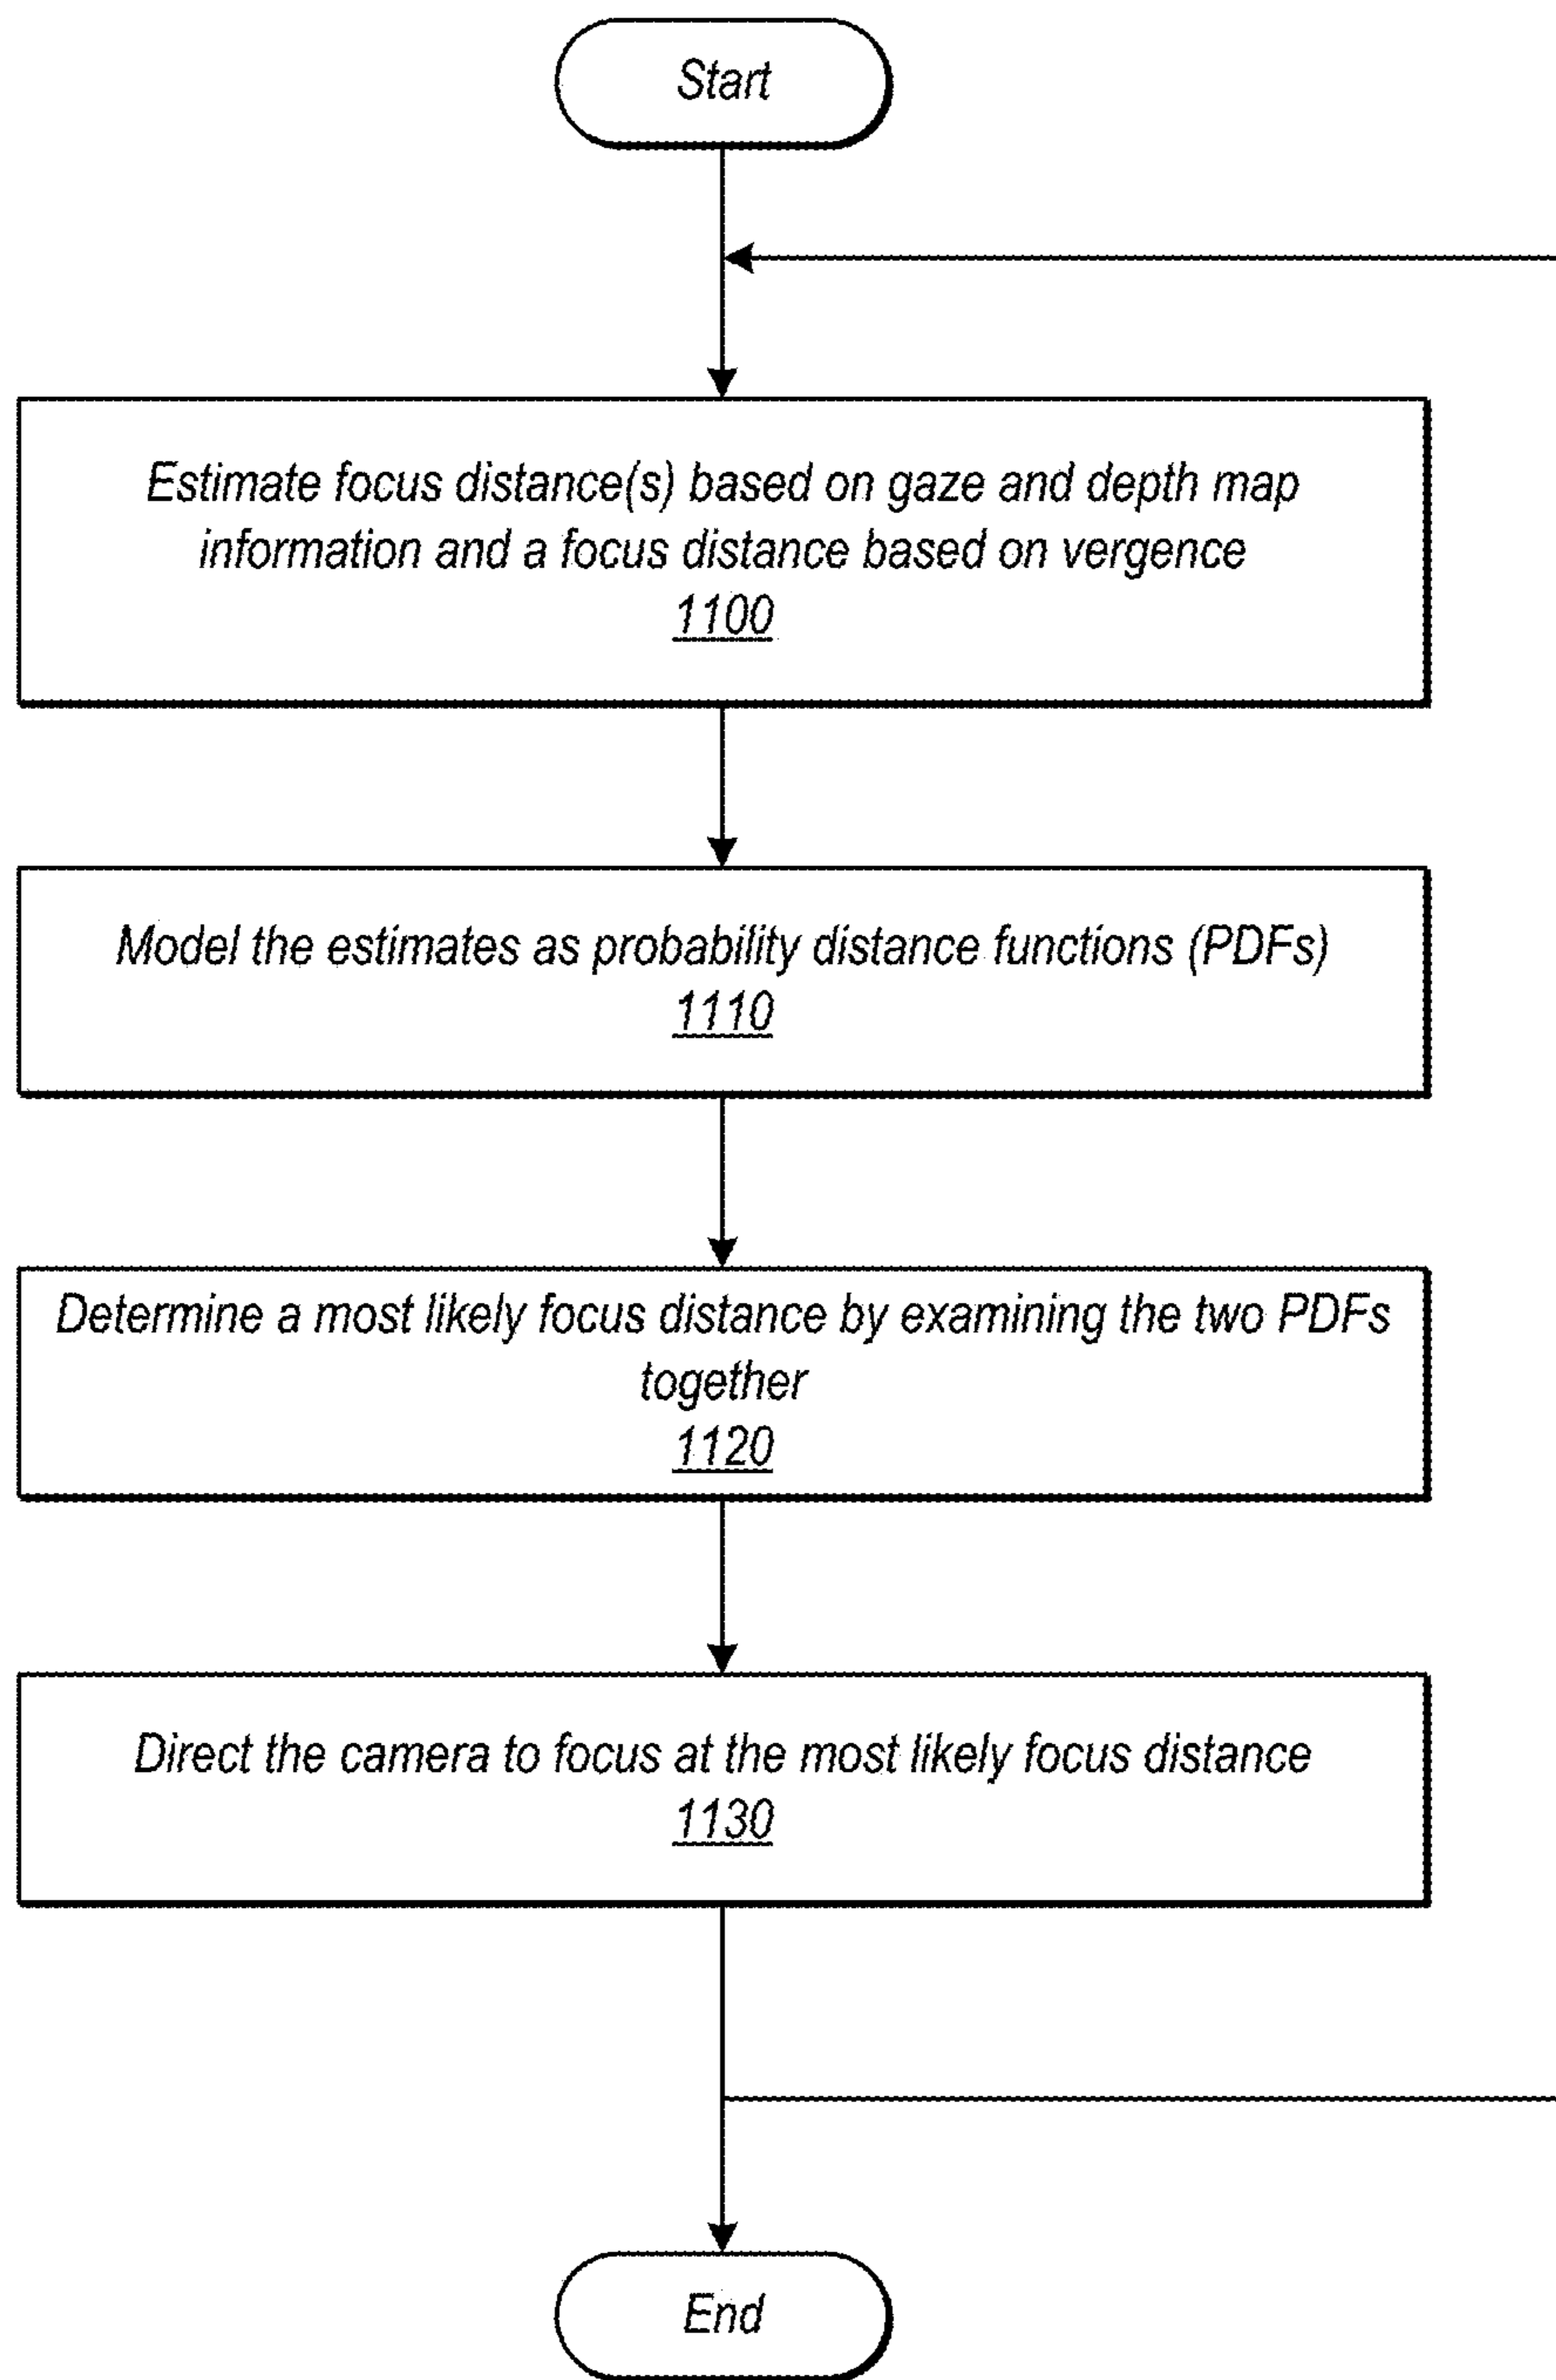 Start
Estimate focus distance(s) based on gaze and depth map
information and a focus distance based on vergence
1100
Model the estimates as probability distance functions (PDFs)
1110
Determine a most likely focus distance by examining the two PDFs
together
1120
Direct the camera to focus at the most likely focus distance
1130
End